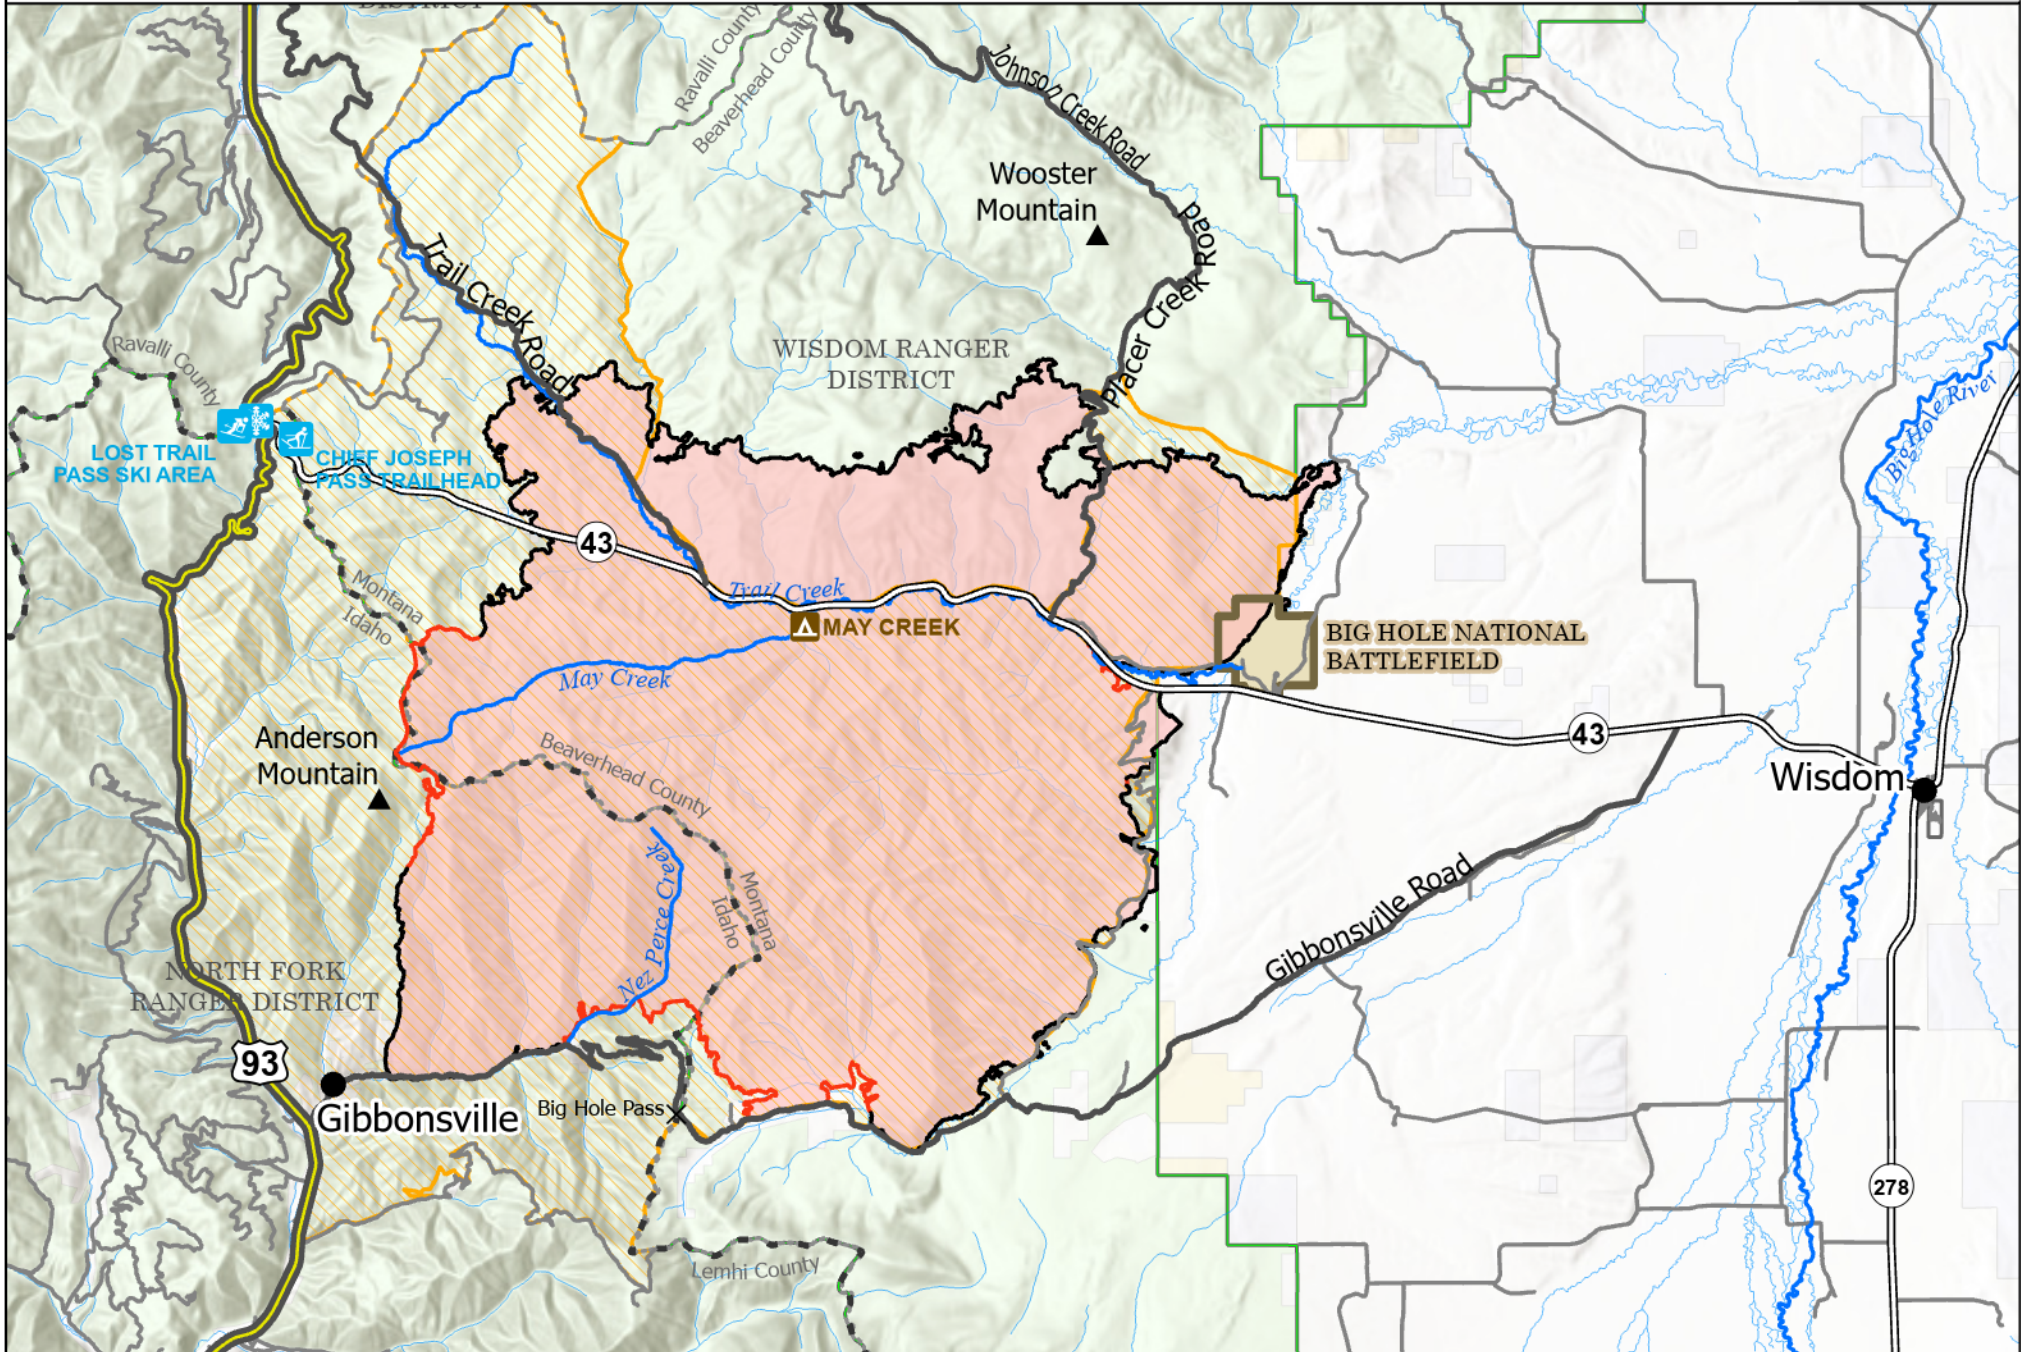 DISTRICT
Ravalli County
Beaverhead County
Johnson Creek Road
Wooster
Mountain
Placer Creek Road
Trail Creek Road
WISDOM RANGER
DISTRICT
Ravalli County
Big Hole River
LOST TRAIL
PASS SKI AREA
CHIEF JOSEPH
PASS TRAILHEAD
43
Montana
Idaho
Trail Creek
MAY CREEK
BIG HOLE NATIONAL
BATTLEFIELD
May Creek
Anderson
Mountain
Beaverhead County
43
Wisdom
Nez Perce Creek
Montana
Idaho
Gibbonsville Road
NORTH FORK
RANGER DISTRICT
93
Gibbonsville
Big Hole Pass
278
Lemhi County